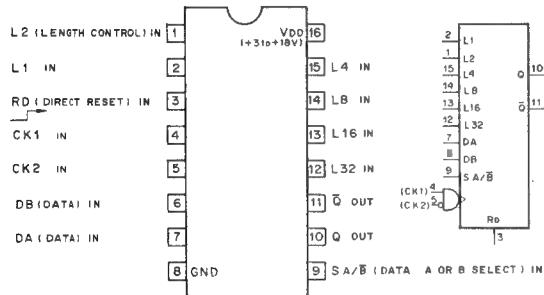 L2 (LENGTH CONTROL) IN 1
VDD 16
(+3 TO +18V)
L1 IN 2
15 L4 IN
RD (DIRECT RESET) IN 3
14 L8 IN
CK1 IN 4
13 L16 IN
CK2 IN 5
12 L32 IN
DB (DATA) IN 6
11 Q̅ OUT
DA (DATA) IN 7
10 Q OUT
8 GND
9 SA/B̅ (DATA A OR B SELECT) IN
2 L1
1 L2
15 L4
14 L8
13 L16
12 L32
7 DA
DB
9 SA/B̅
(CK1) 4
(CK2) 5
Q 10
Q̅ 11
RD
3